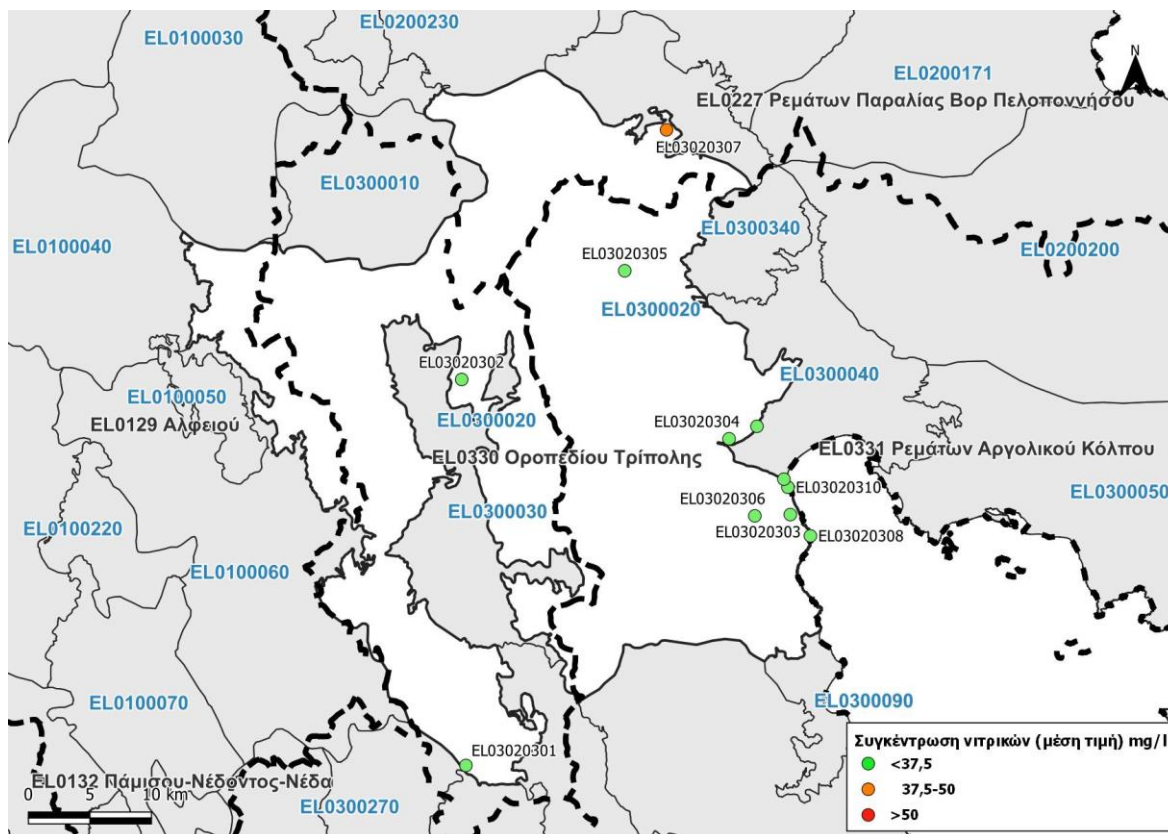 EL0200230
EL0100030
N
EL0200171
EL0227 Ρεμάτων Παραλίας Βορ Πελοποννήσου
EL03020307
EL0300010
EL0300340
EL0100040
EL0200200
EL03020305
EL0300020
EL03020302
EL0300040
EL0100050
EL0300020
EL0129 Αλφειού
EL03020304
EL0331 Ρεμάτων Αργολικού Κόλπου
EL0330 Οροπεδίου Τρίπολης
EL03020310
EL0300050
EL03020306
EL0300030
EL0100220
EL03020303
EL03020308
EL0100060
EL0100070
EL0300090
Συγκέντρωση νιτρικών (μέση τιμή) mg/l
<37,5
37,5-50
>50
EL03020301
EL0132 Πάμισου-Νέδοντος-Νέδα
0 5 10 km
EL0300270